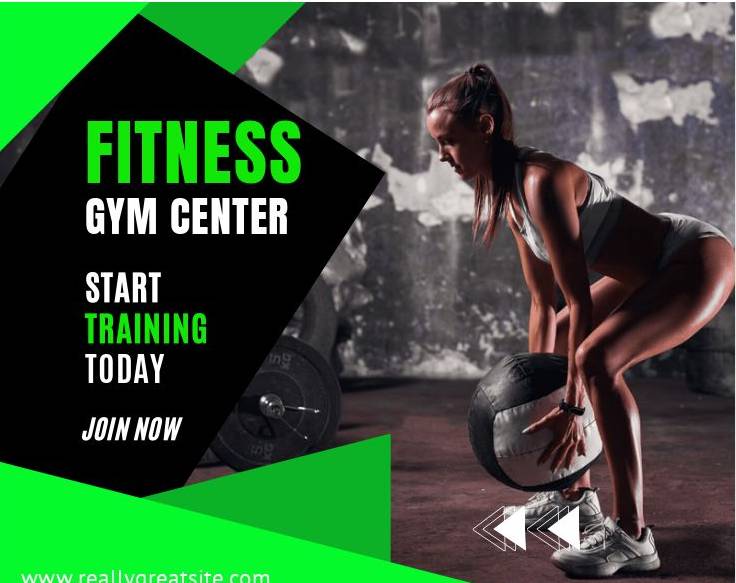 FITNESS
GYM CENTER
START
TRAINING
TODAY
JOIN NOW
www.reallygreatsite.com